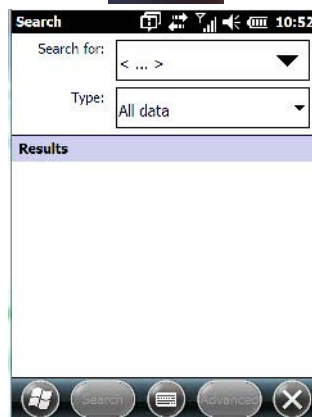 Search 10:52
Search for:
< ... >
Type:
All data
Results
Search Advanced